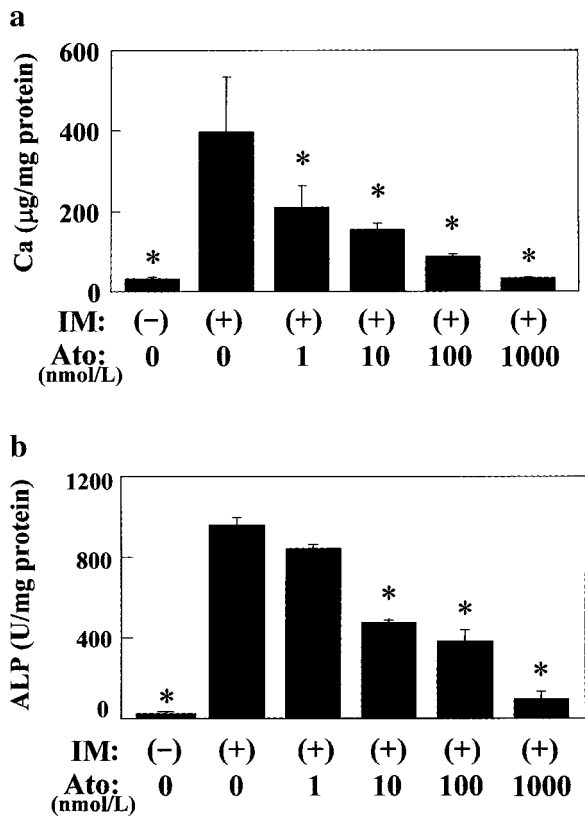 a
600
400
200
0
Ca (μg/mg protein)
* * * * *
IM: (−) (+) (+) (+) (+) (+)
Ato: 0 0 1 10 100 1000
(nmol/L)
b
1200
800
400
0
ALP (U/mg protein)
* * * *
IM: (−) (+) (+) (+) (+) (+)
Ato: 0 0 1 10 100 1000
(nmol/L)